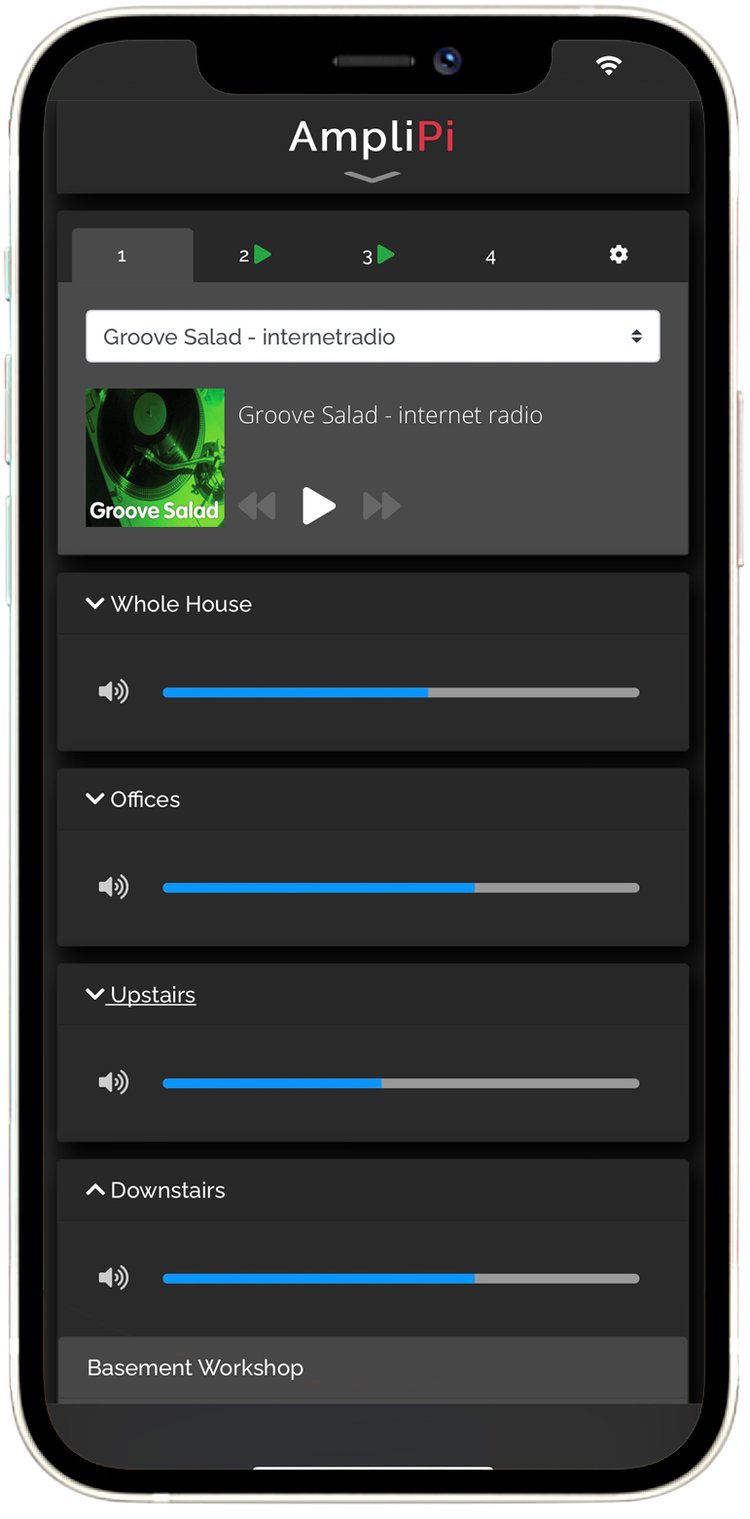 AmpliPi
1 2 3 4
Groove Salad - internetradio
Groove Salad - internet radio
Groove Salad
Whole House
Offices
Upstairs
Downstairs
Basement Workshop